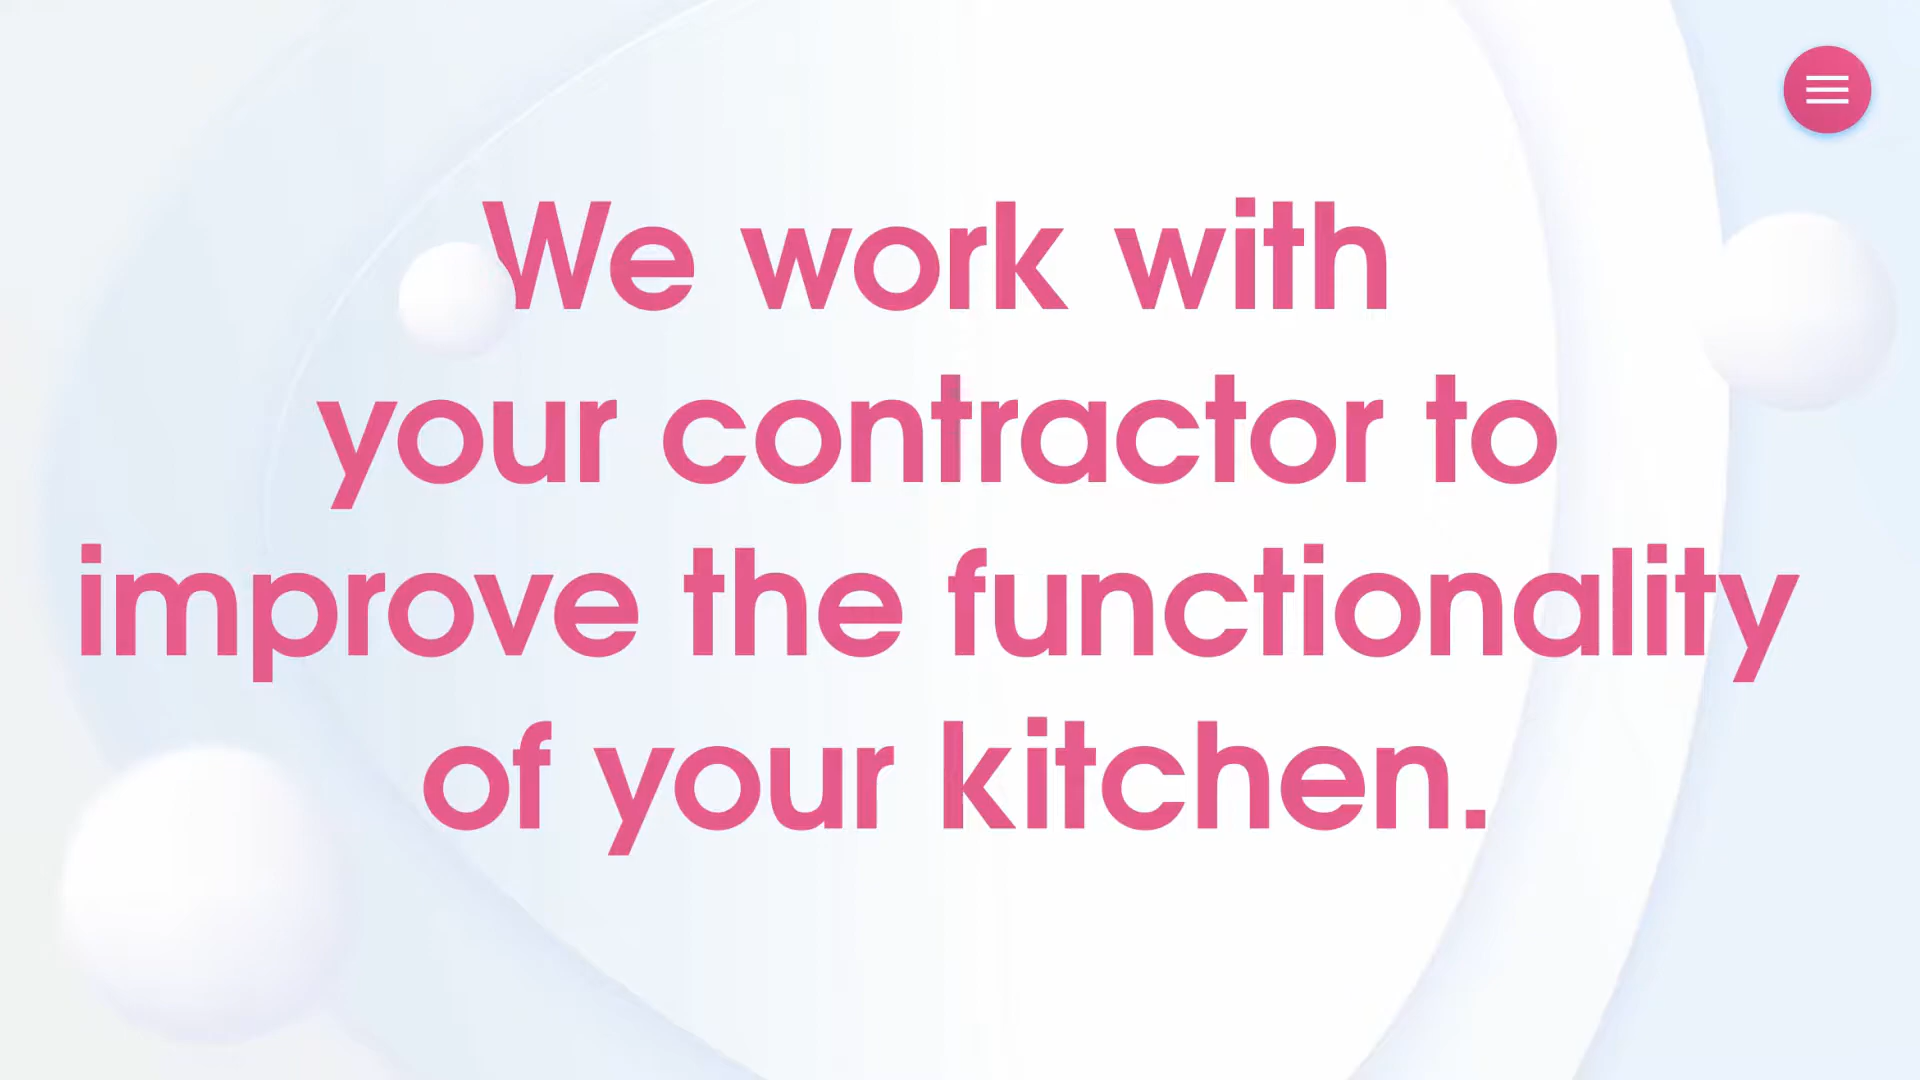 We work with
your contractor to
improve the functionality
of your kitchen.